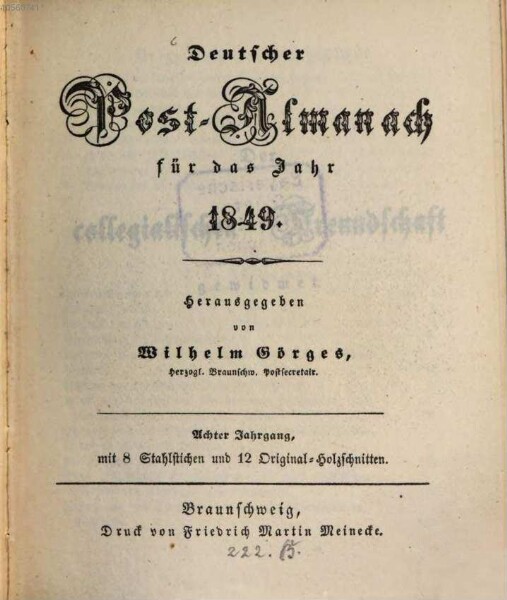 Deutscher
Post-Almanach
für das Jahr
1849.
Herausgegeben
von
Wilhelm Görges,
Herzogl. Braunschw. Postsecretair.
Achter Jahrgang,
mit 8 Stahlstichen und 12 Original-Holzschnitten.
Braunschweig,
Druck von Friedrich Martin Meinecke.
222.